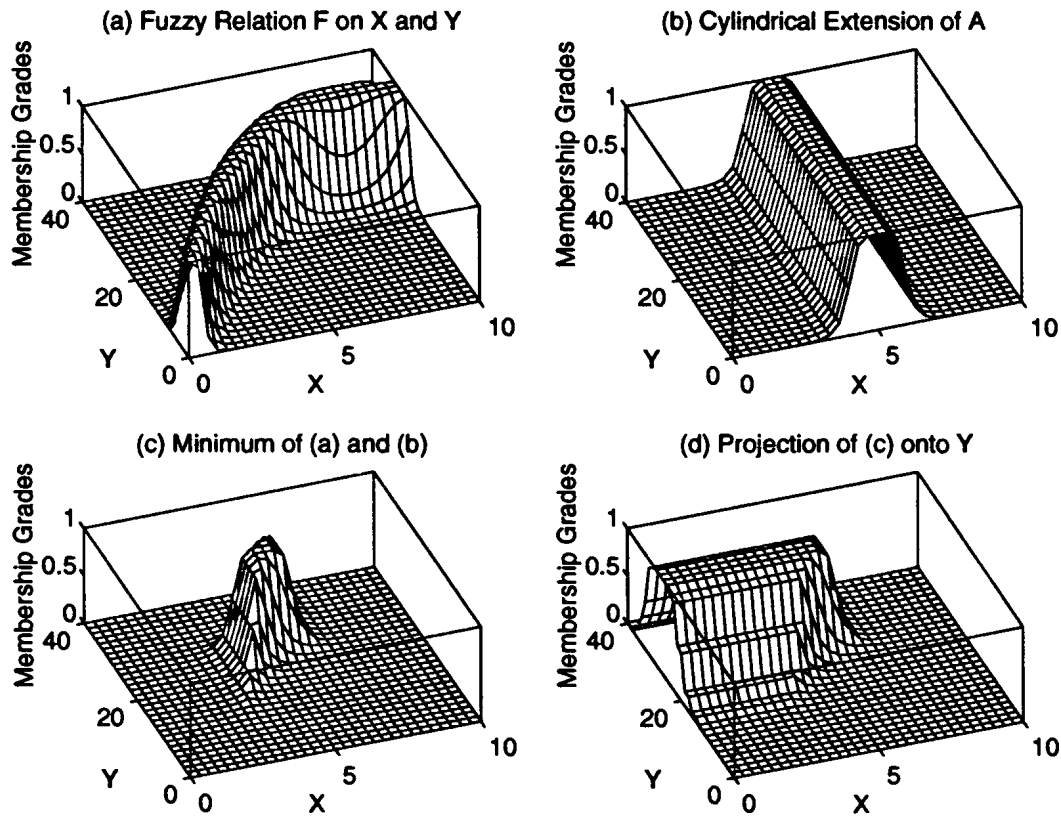 (a) Fuzzy Relation F on X and Y
Membership Grades
1
0.5
0
40
20
0
Y
0
5
10
X
(b) Cylindrical Extension of A
Membership Grades
1
0.5
0
40
20
0
Y
0
5
10
X
(c) Minimum of (a) and (b)
Membership Grades
1
0.5
0
40
20
0
Y
0
5
10
X
(d) Projection of (c) onto Y
Membership Grades
1
0.5
0
40
20
0
Y
0
5
10
X